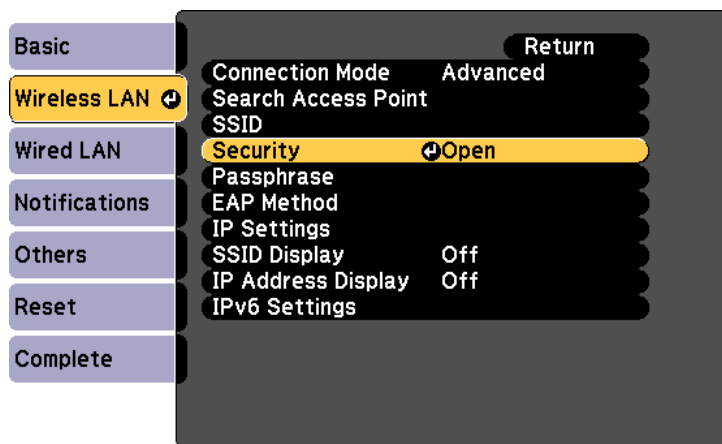 Basic
Wireless LAN
Wired LAN
Notifications
Others
Reset
Complete
Return
Connection Mode Advanced
Search Access Point
SSID
Security Open
Passphrase
EAP Method
IP Settings
SSID Display Off
IP Address Display Off
IPv6 Settings